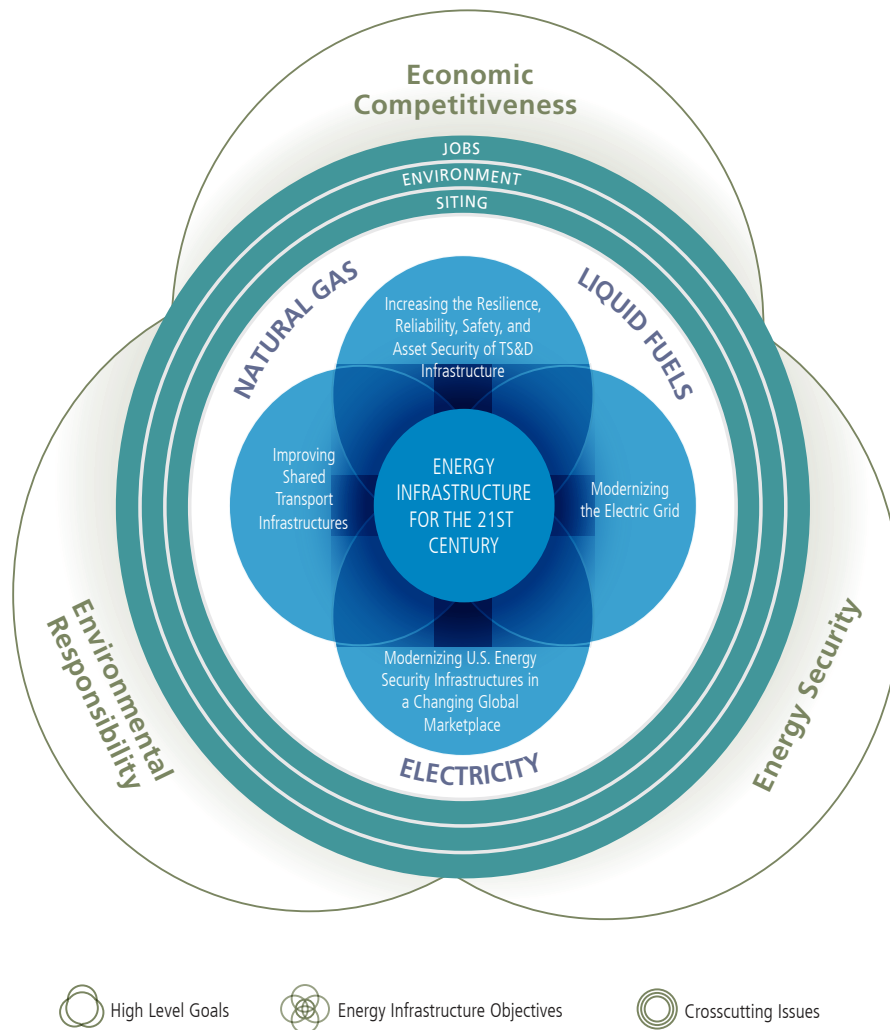 Economic
Competitiveness
JOBS
ENVIRONMENT
SITING
NATURAL GAS
LIQUID FUELS
Increasing the Resilience,
Reliability, Safety, and
Asset Security of TS&D
Infrastructure
Improving
Shared
Transport
Infrastructures
ENERGY
INFRASTRUCTURE
FOR THE 21ST
CENTURY
Modernizing
the Electric Grid
Modernizing U.S. Energy
Security Infrastructures in
a Changing Global
Marketplace
ELECTRICITY
Environmental
Responsibility
Energy Security
High Level Goals
Energy Infrastructure Objectives
Crosscutting Issues